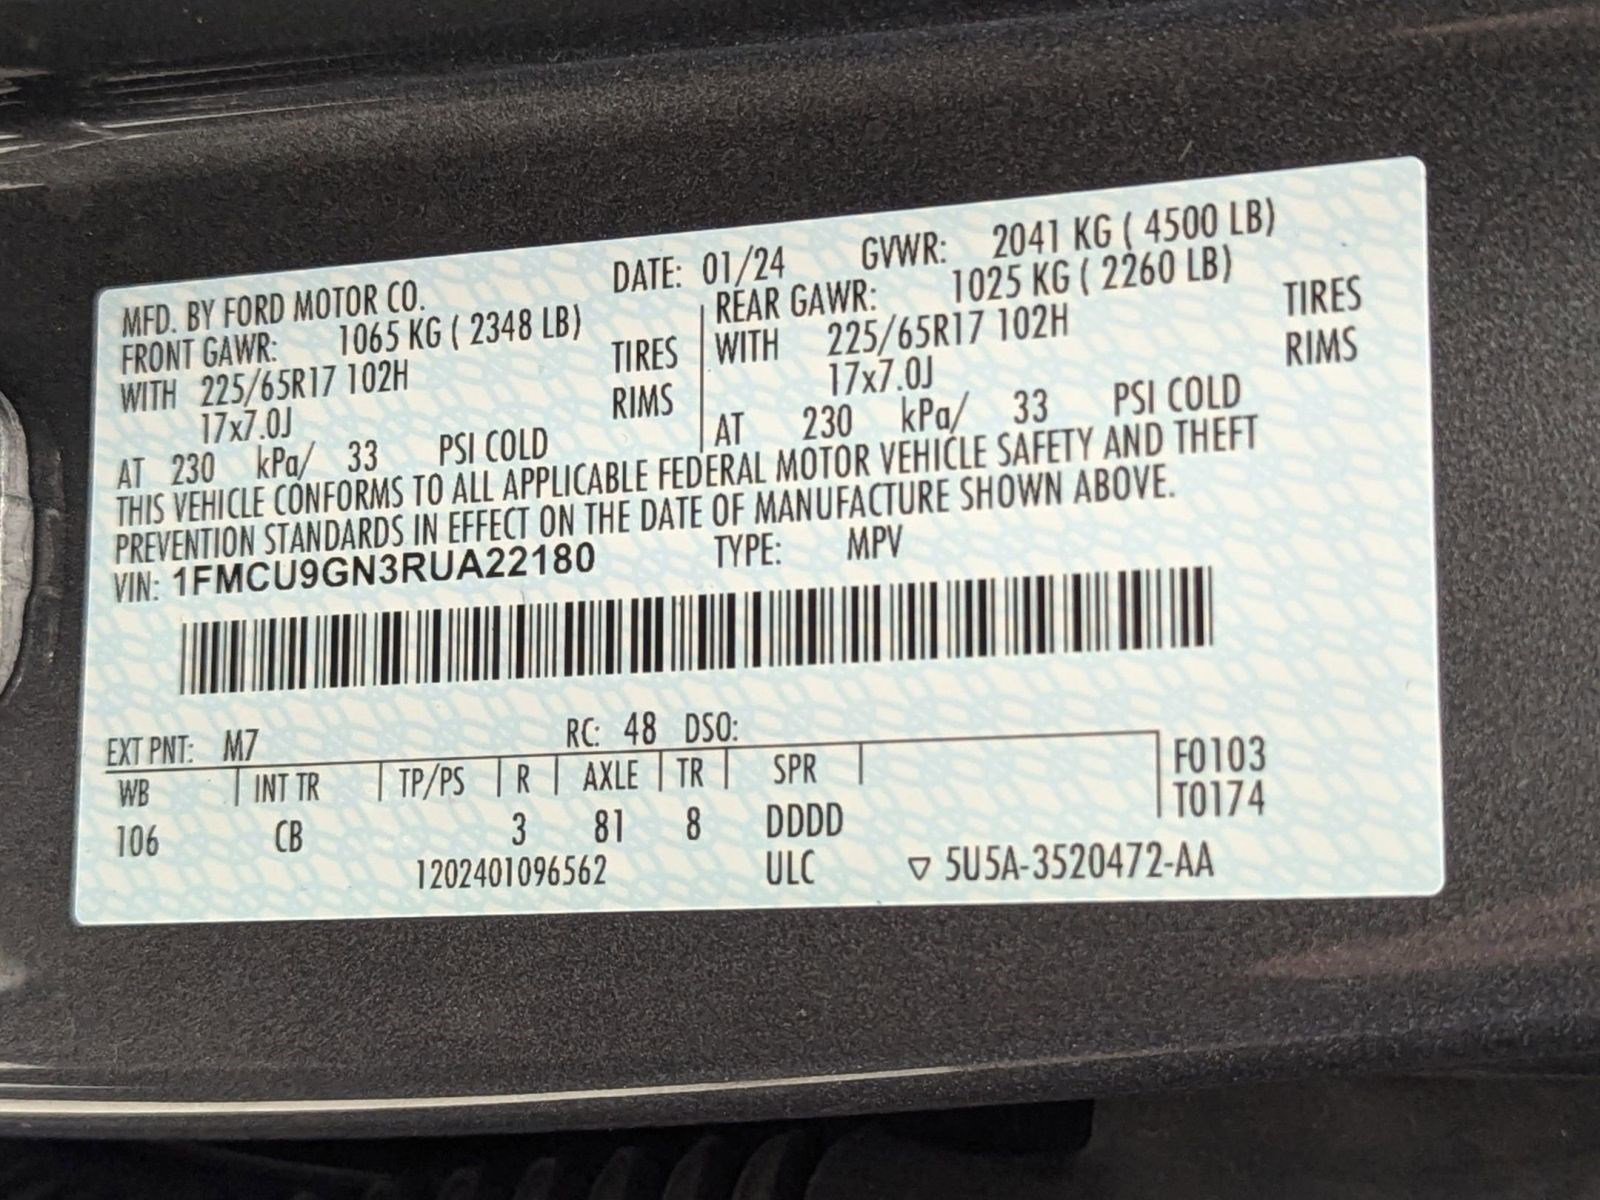 MFD. BY FORD MOTOR CO. DATE: 01/24 GVWR: 2041 KG ( 4500 LB)
FRONT GAWR: 1065 KG ( 2348 LB)
WITH 225/65R17 102H TIRES
17x7.0J RIMS
AT 230 kPa/ 33 PSI COLD
REAR GAWR: 1025 KG ( 2260 LB)
WITH 225/65R17 102H TIRES
17x7.0J RIMS
AT 230 kPa/ 33 PSI COLD
THIS VEHICLE CONFORMS TO ALL APPLICABLE FEDERAL MOTOR VEHICLE SAFETY AND THEFT
PREVENTION STANDARDS IN EFFECT ON THE DATE OF MANUFACTURE SHOWN ABOVE.
VIN: 1FMCU9GN3RUA22180 TYPE: MPV
EXT PNT: M7 RC: 48 DSO:
WB INT TR TP/PS R AXLE TR SPR F0103
106 CB 3 81 8 DDDD T0174
1202401096562 ULC ▽ 5U5A-3520472-AA